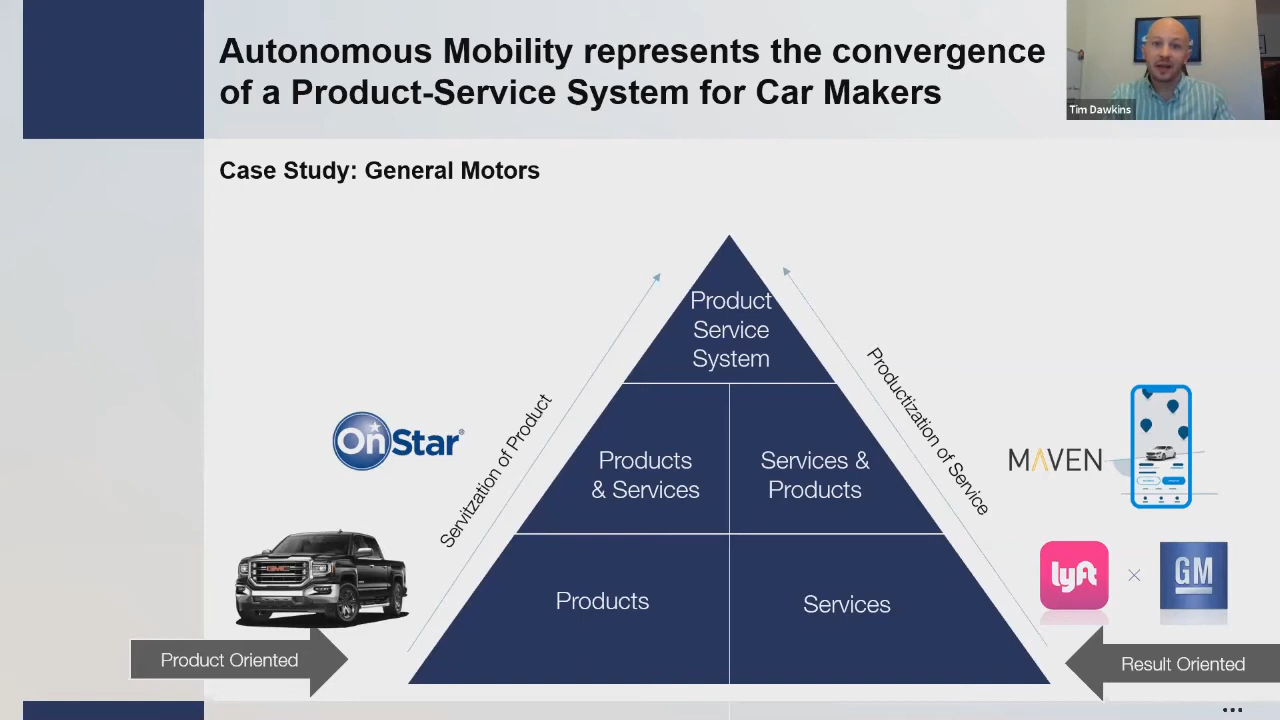 Autonomous Mobility represents the convergence
of a Product-Service System for Car Makers
Tim Dawkins
Case Study: General Motors
Product
Service
System
Servitzation of Product
Productization of Service
OnStar®
Products
& Services
Services &
Products
MAVEN
GMC
Products
Services
lyft
×
GM
Product Oriented
Result Oriented